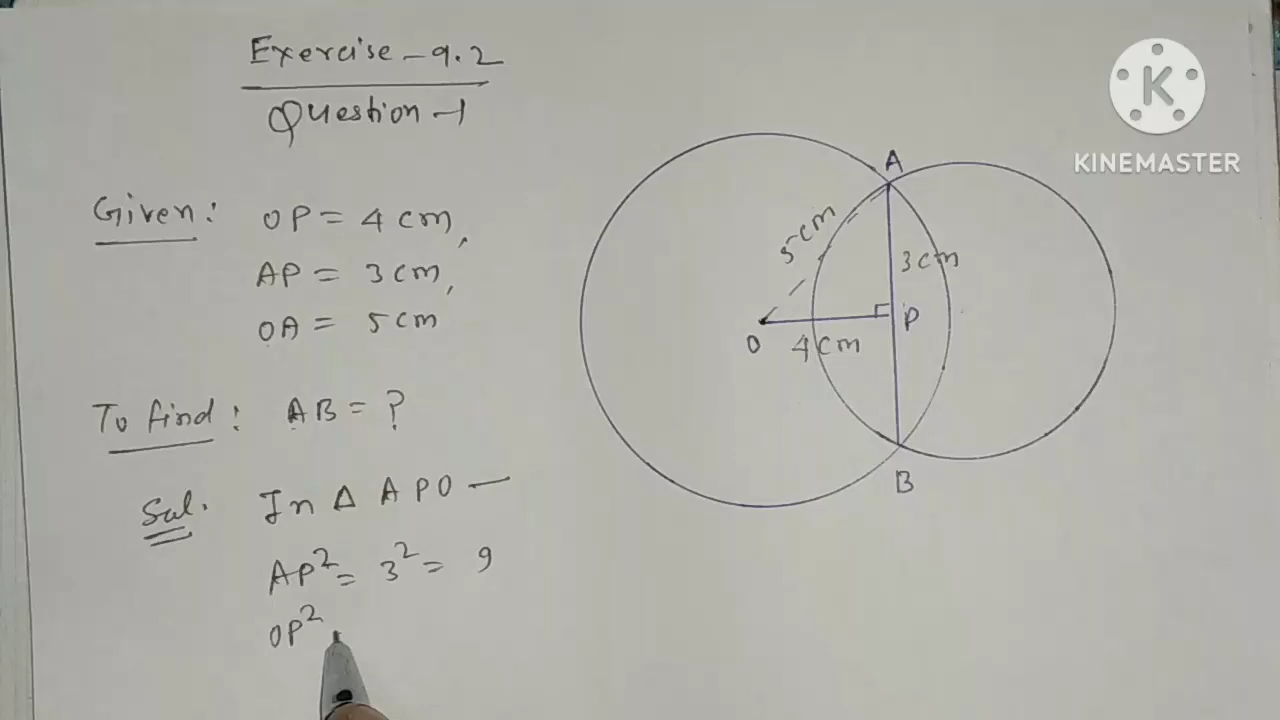 Exercise - 9.2
Question - 1
Given: OP = 4 cm,
AP = 3 cm,
OA = 5 cm
To find: AB = ?
Sol. In Δ APO —
AP² = 3² = 9
OP²
A
5 cm
3 cm
P
O
4 cm
B
K
KINEMASTER